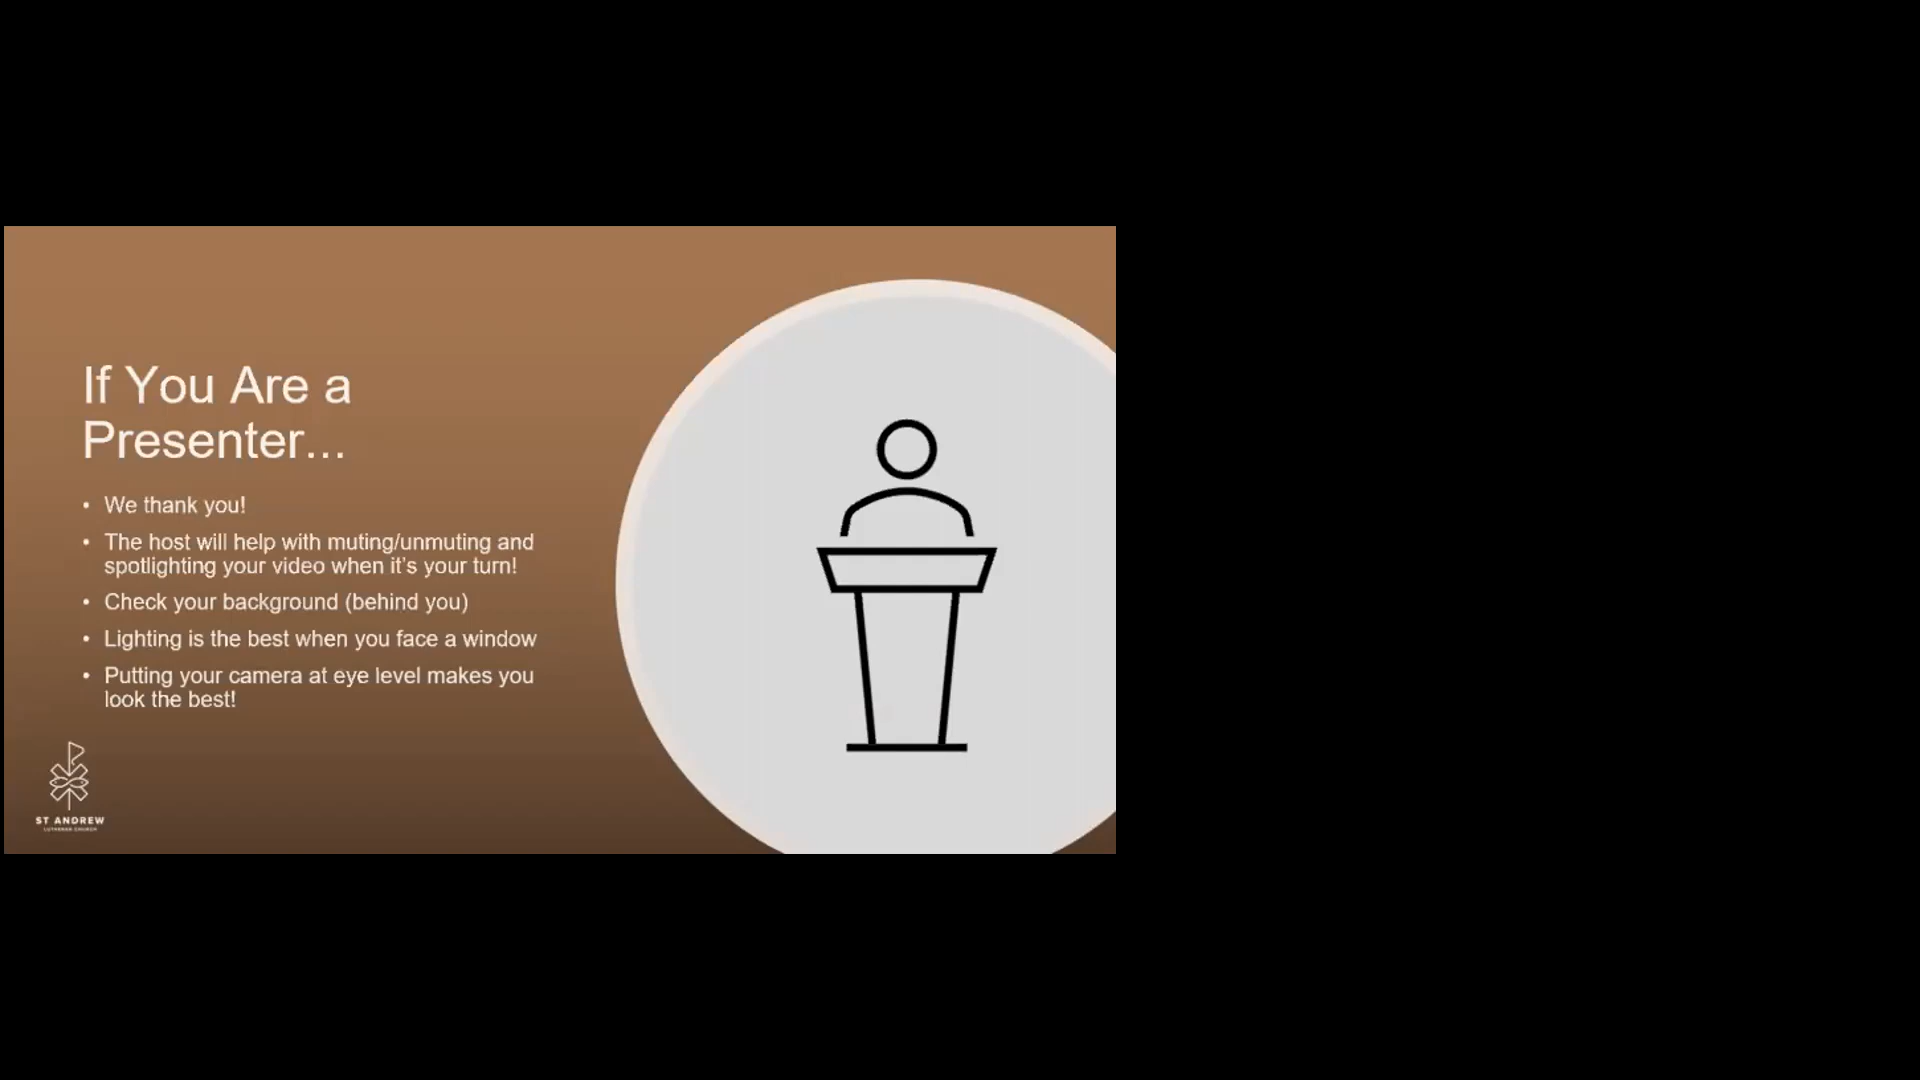 If You Are a
Presenter...
• We thank you!
• The host will help with muting/unmuting and
spotlighting your video when it's your turn!
• Check your background (behind you)
• Lighting is the best when you face a window
• Putting your camera at eye level makes you
look the best!
ST ANDREW
LUTHERAN CHURCH